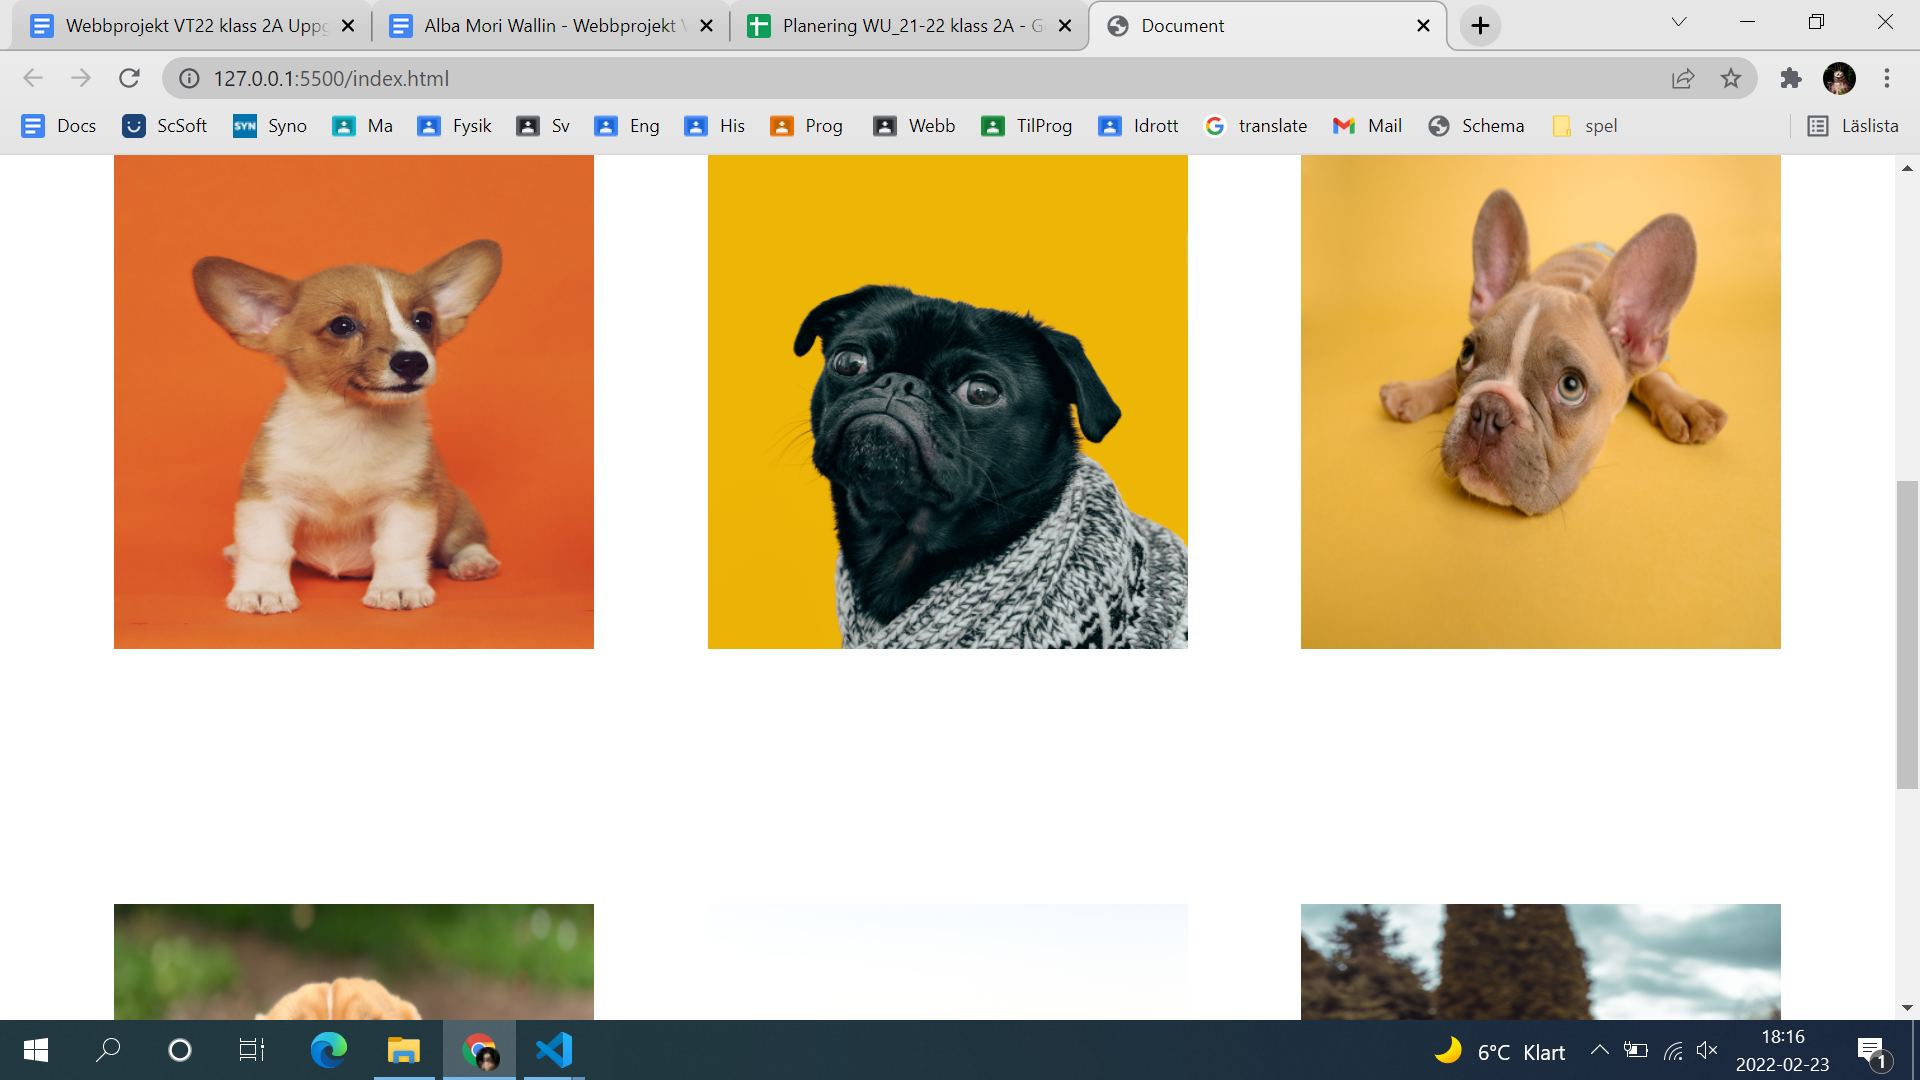 Webbprojekt VT22 klass 2A Uppg
Alba Mori Wallin - Webbprojekt V
Planering WU_21-22 klass 2A - G
Document
127.0.0.1:5500/index.html
Docs
ScSoft
SYN
Syno
Ma
Fysik
Sv
Eng
His
Prog
Webb
TilProg
Idrott
translate
Mail
Schema
spel
Läslista
6°C Klart
18:16
2022-02-23
1